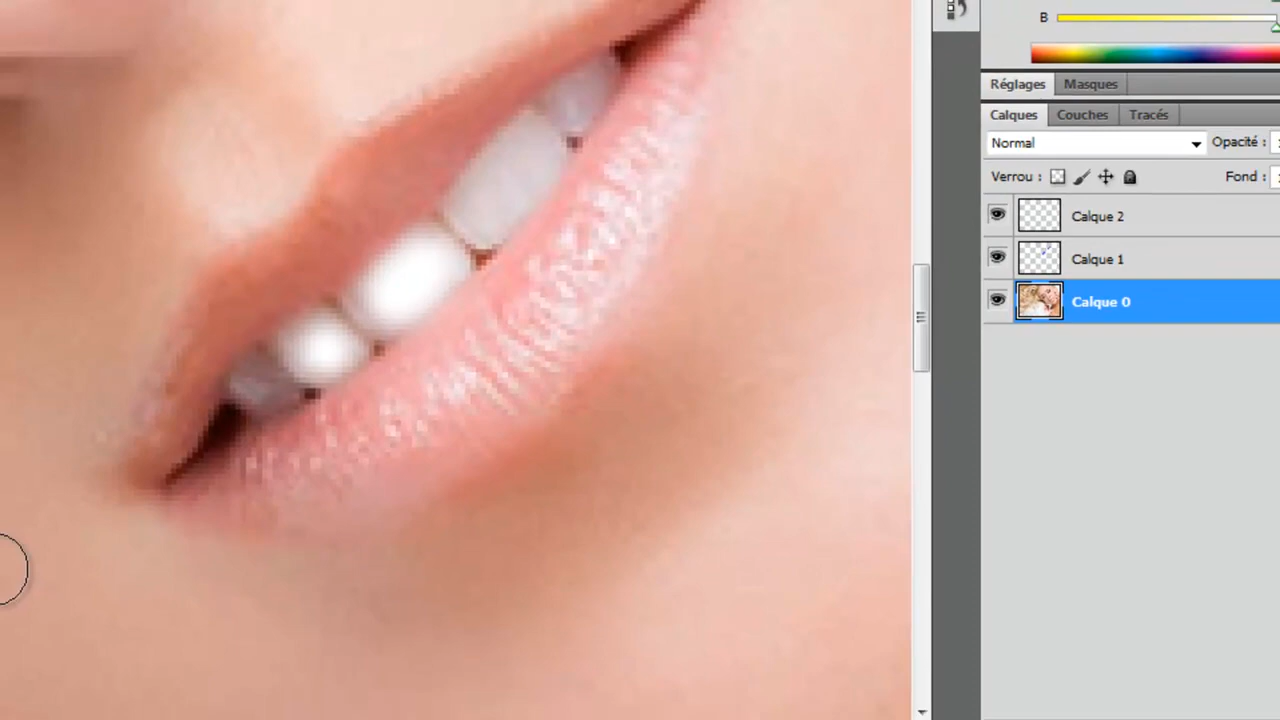 B
Réglages Masques
Calques Couches Tracés
Normal Opacité :
Verrou : Fond :
Calque 2
Calque 1
Calque 0